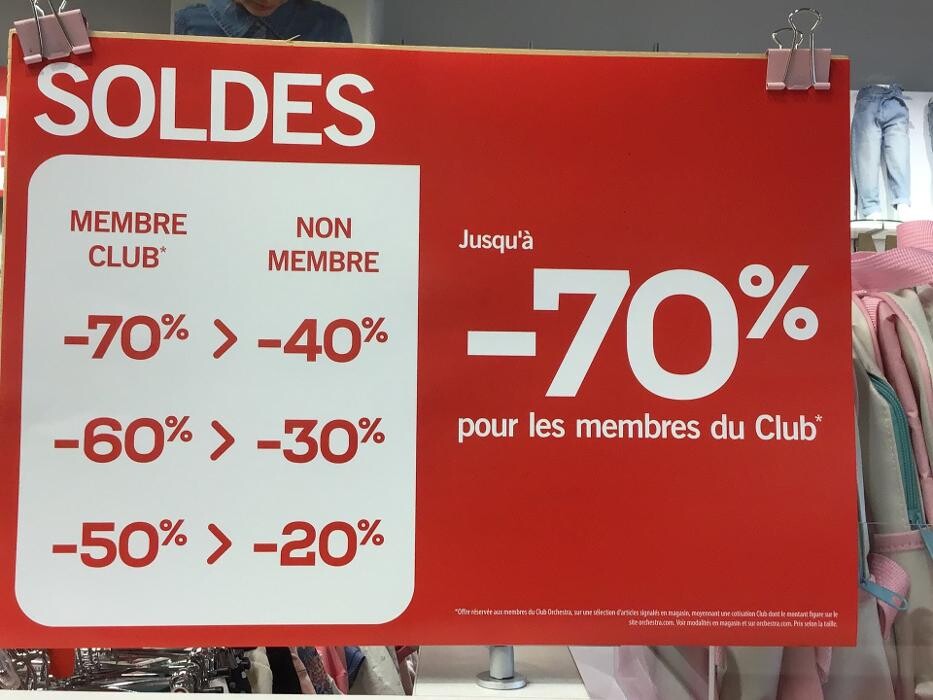 SOLDES
MEMBRE
CLUB*
NON
MEMBRE
-70% > -40%
-60% > -30%
-50% > -20%
Jusqu'à
-70%
pour les membres du Club*
*Offre réservée aux membres du Club Orchestra, sur une sélection d'articles signalés en magasin, moyennant une cotisation Club dont le montant figure sur le
site orchestra.com. Voir modalités en magasin et sur orchestra.com. Prix selon la taille.